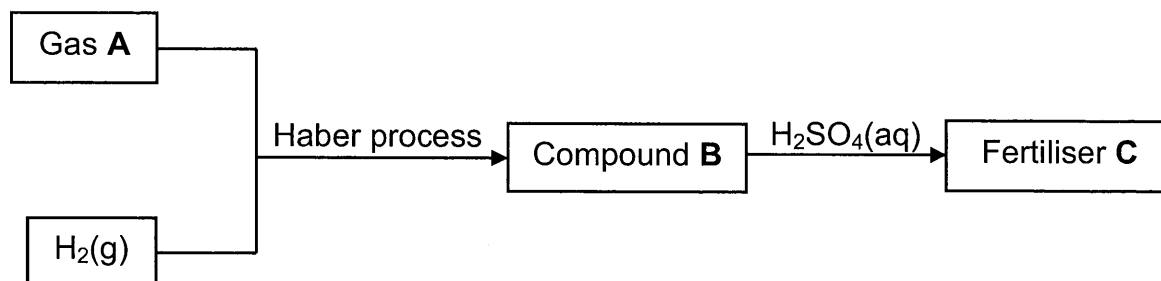 Gas A
Haber process
H₂SO₄(aq)
Compound B
Fertiliser C
H₂(g)